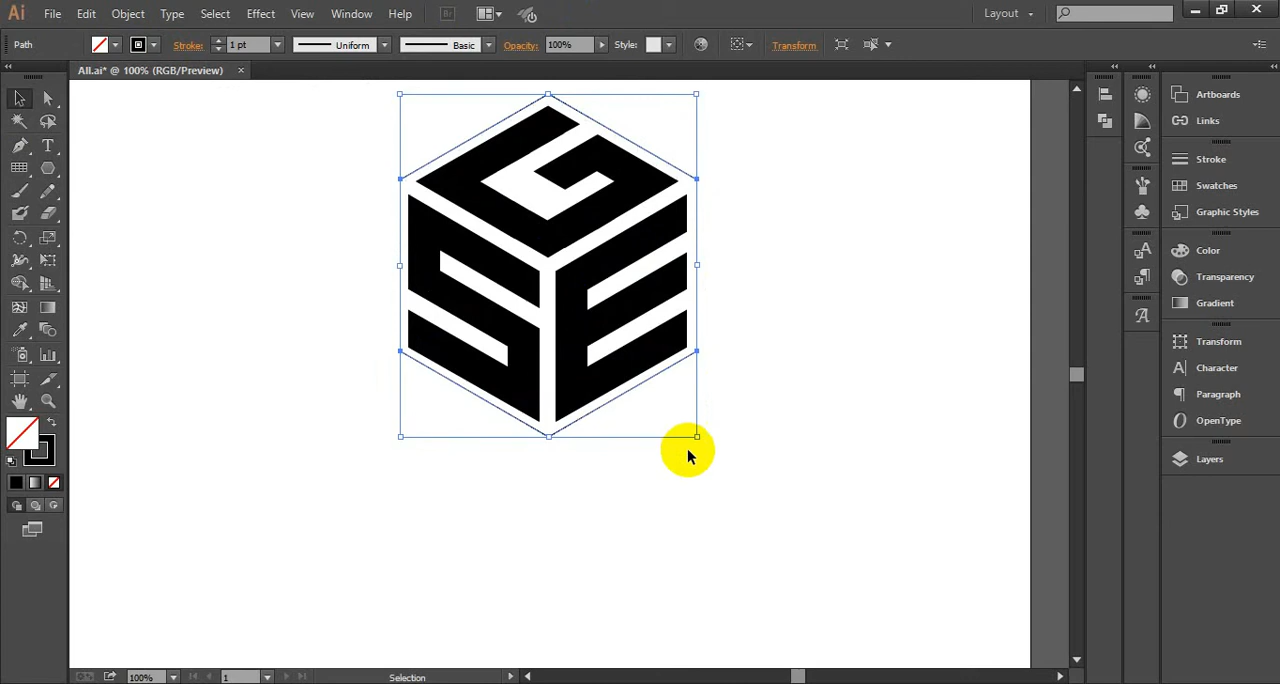 Ai File Edit Object Type Select Effect View Window Help Br Layout
Path Stroke: 1 pt Uniform Basic Opacity: 100% Style: Transform
All.ai* @ 100% (RGB/Preview) ×
G
S E
Artboards
Links
Stroke
Swatches
Graphic Styles
Color
Transparency
Gradient
Transform
Character
Paragraph
OpenType
Layers
100% 1 Selection